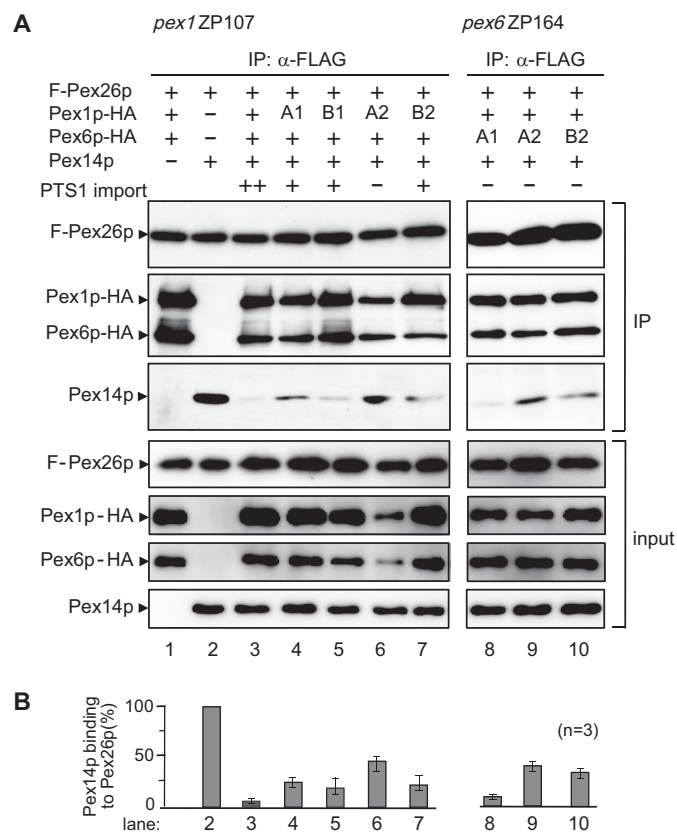 A
pex1 ZP107 pex6 ZP164
IP: α-FLAG IP: α-FLAG
F-Pex26p + + + + + + + + + +
Pex1p-HA + − + A1 B1 A2 B2 + + +
Pex6p-HA + − + + + + + A1 A2 B2
Pex14p − + + + + + + + + +
PTS1 import ++ + + − + − − −
F-Pex26p
Pex1p-HA
Pex6p-HA
IP
Pex14p
F-Pex26p
Pex1p-HA
input
Pex6p-HA
Pex14p
1 2 3 4 5 6 7 8 9 10
B
Pex14p binding
to Pex26p(%)
100
50
0
(n=3)
lane: 2 3 4 5 6 7 8 9 10